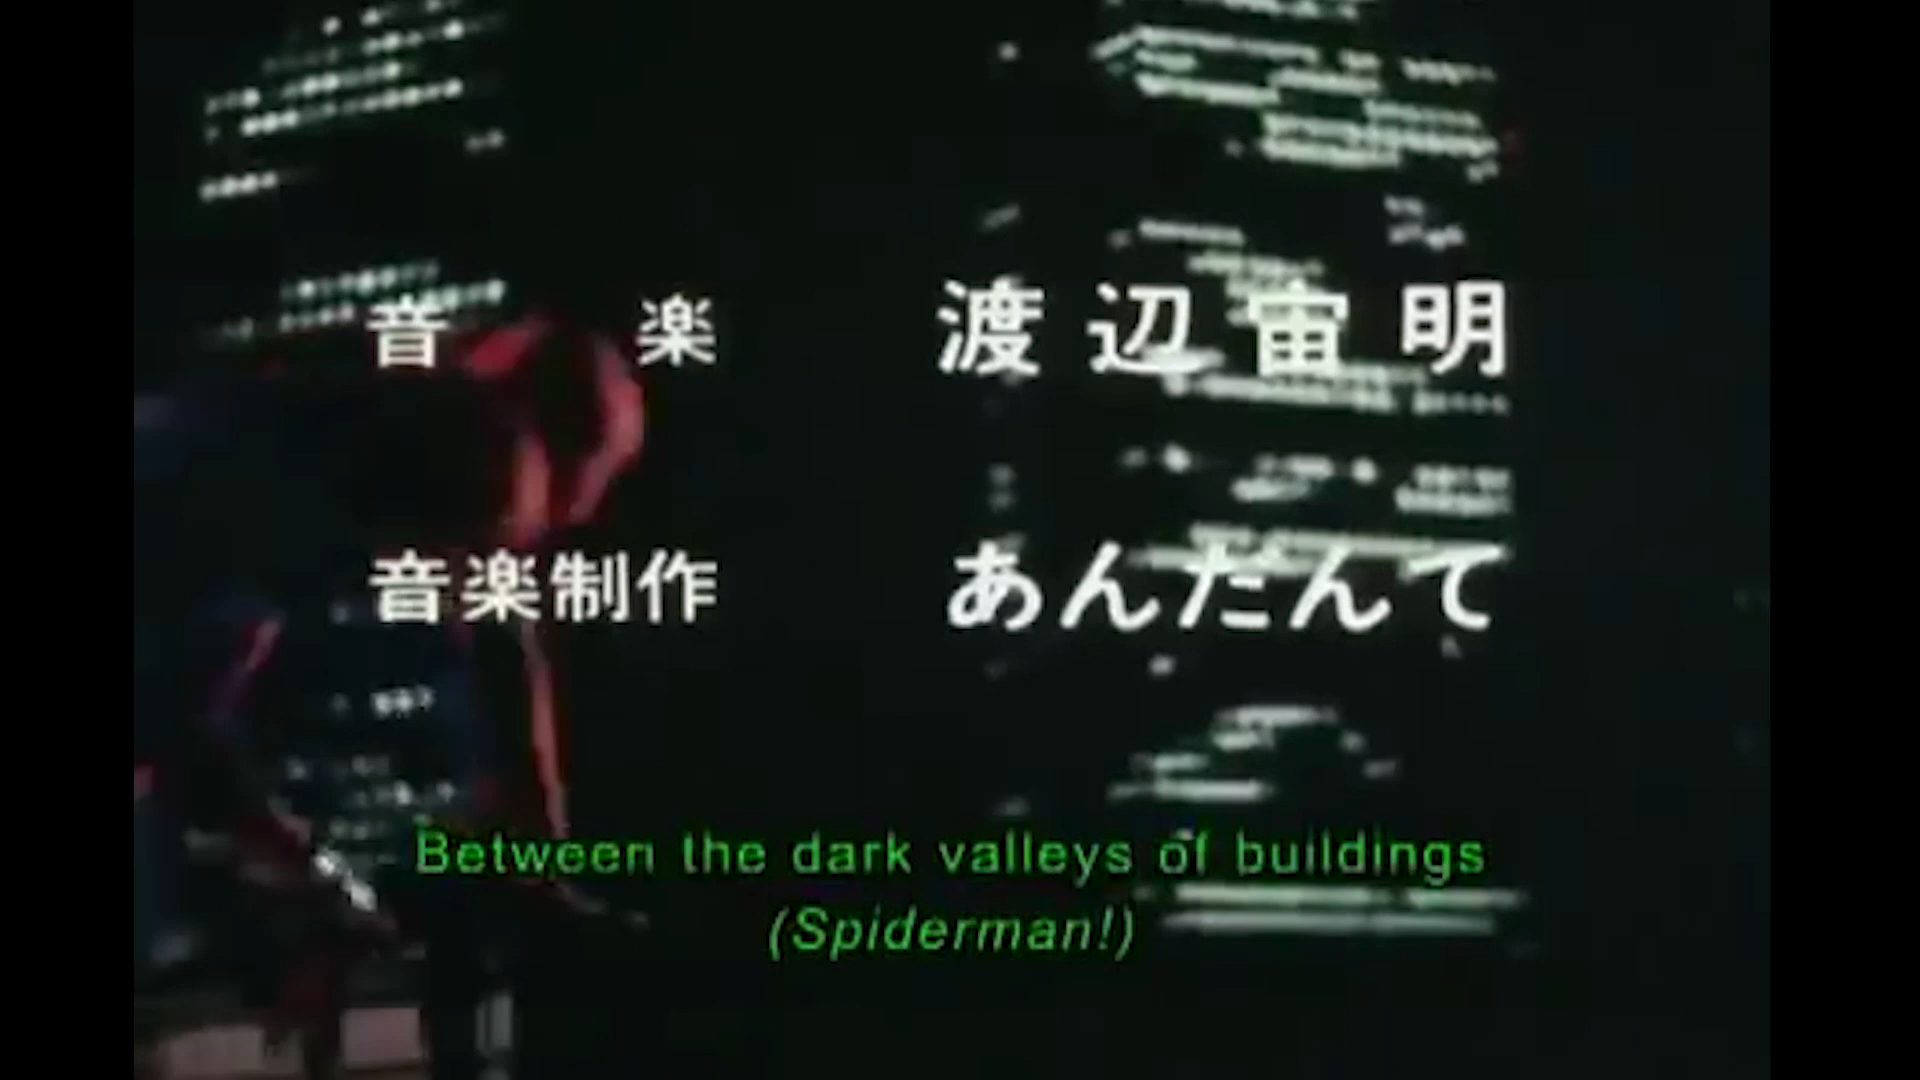 音楽 渡辺宙明
音楽制作 あんだんて
Between the dark valleys of buildings
(Spiderman!)